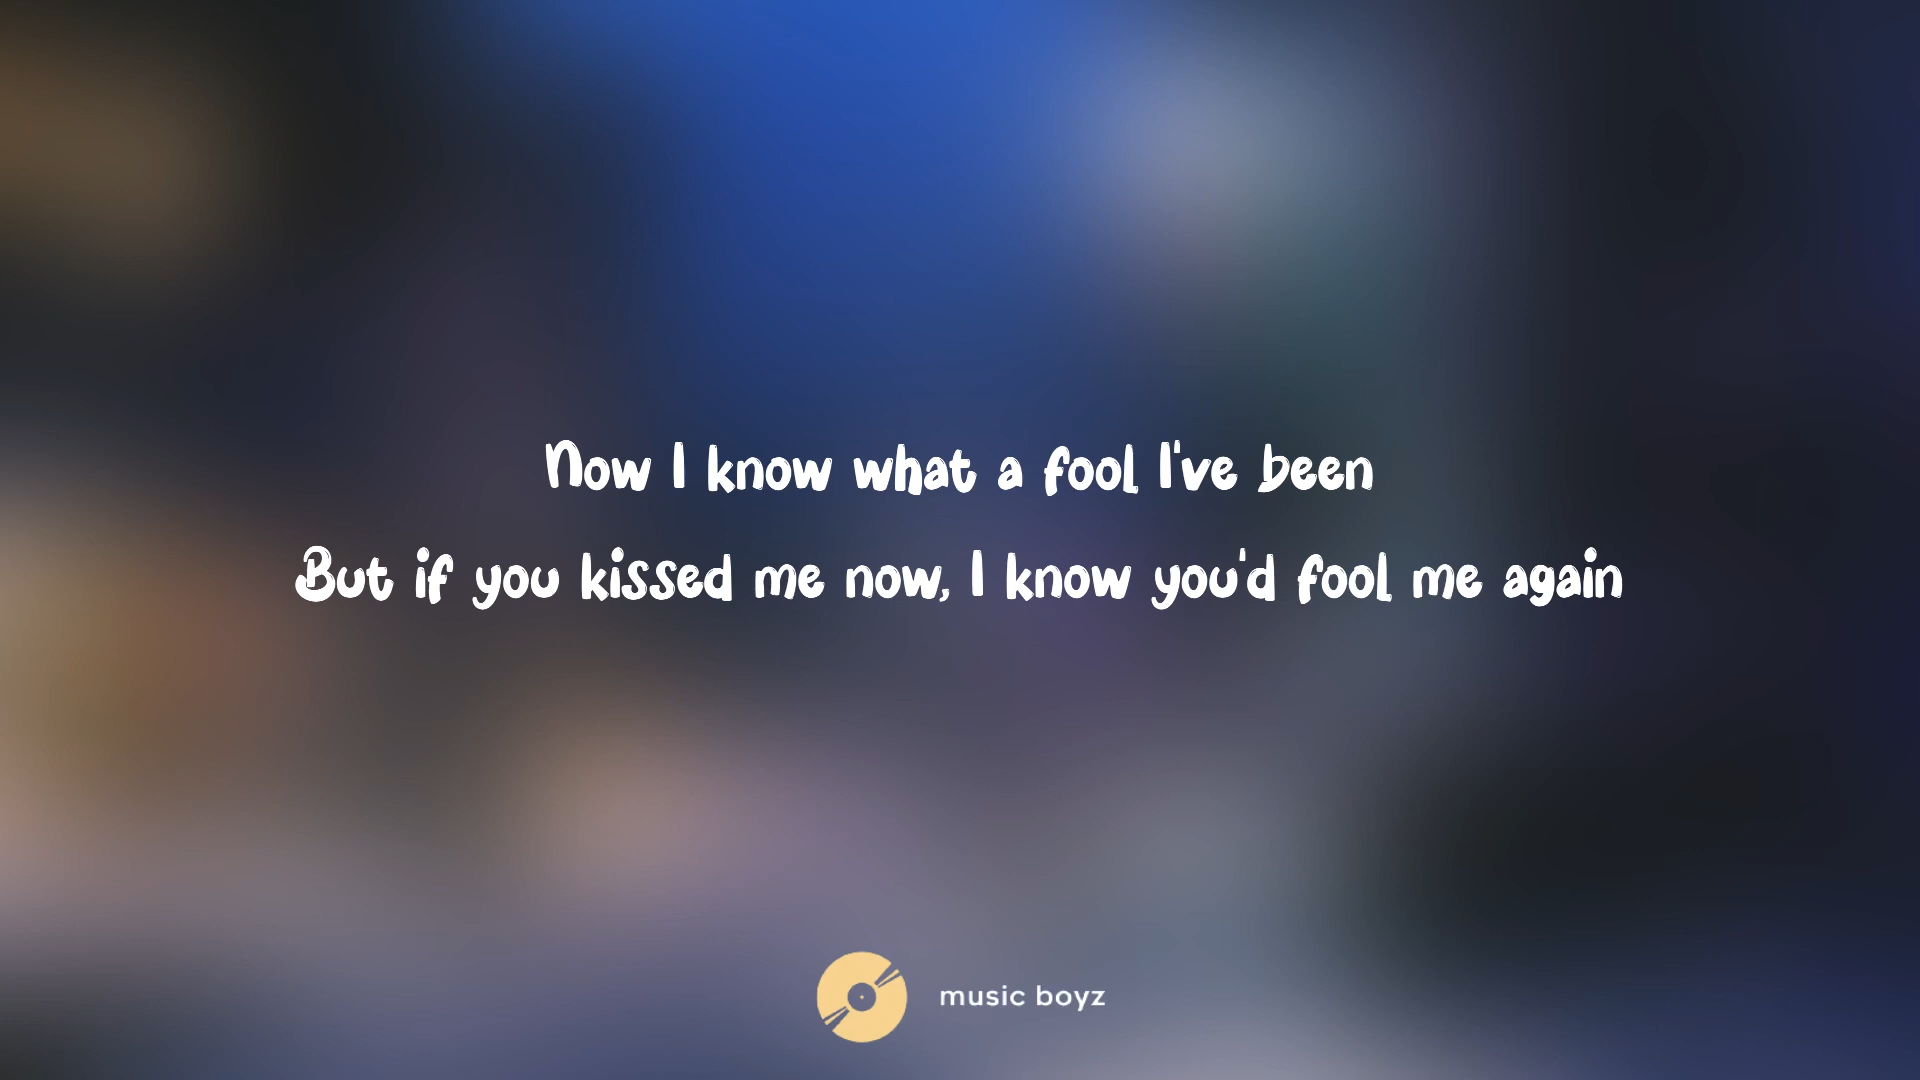 Now I know what a fool I've been
But if you kissed me now, I know you'd fool me again
music boyz